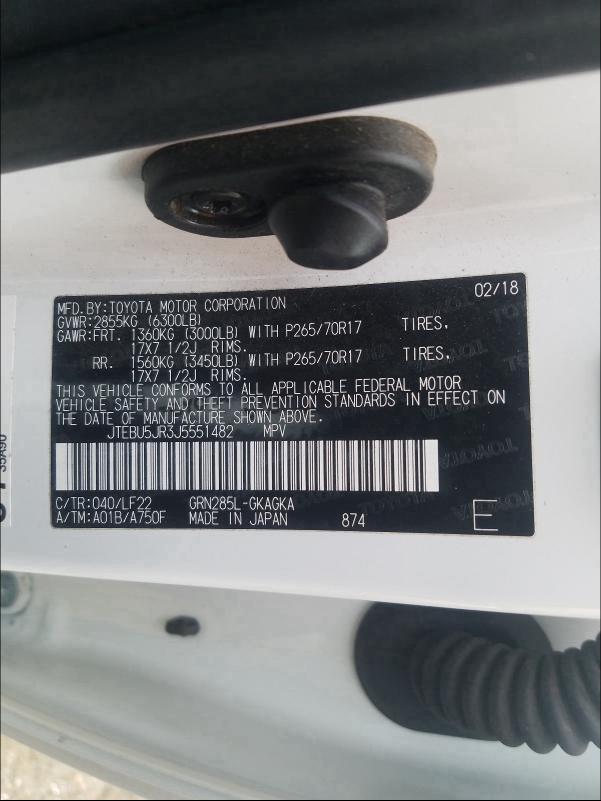 MFD.BY:TOYOTA MOTOR CORPORATION 02/18
GVWR:2855KG (6300LB)
GAWR:FRT. 1360KG (3000LB) WITH P265/70R17 TIRES,
17X7 1/2J RIMS.
RR. 1560KG (3450LB) WITH P265/70R17 TIRES,
17X7 1/2J RIMS.
THIS VEHICLE CONFORMS TO ALL APPLICABLE FEDERAL MOTOR
VEHICLE SAFETY AND THEFT PREVENTION STANDARDS IN EFFECT ON
THE DATE OF MANUFACTURE SHOWN ABOVE.
JTEBU5JR3J5551482 MPV
C/TR:040/LF22 GRN285L-GKAGKA
A/TM:A01B/A750F MADE IN JAPAN 874 E